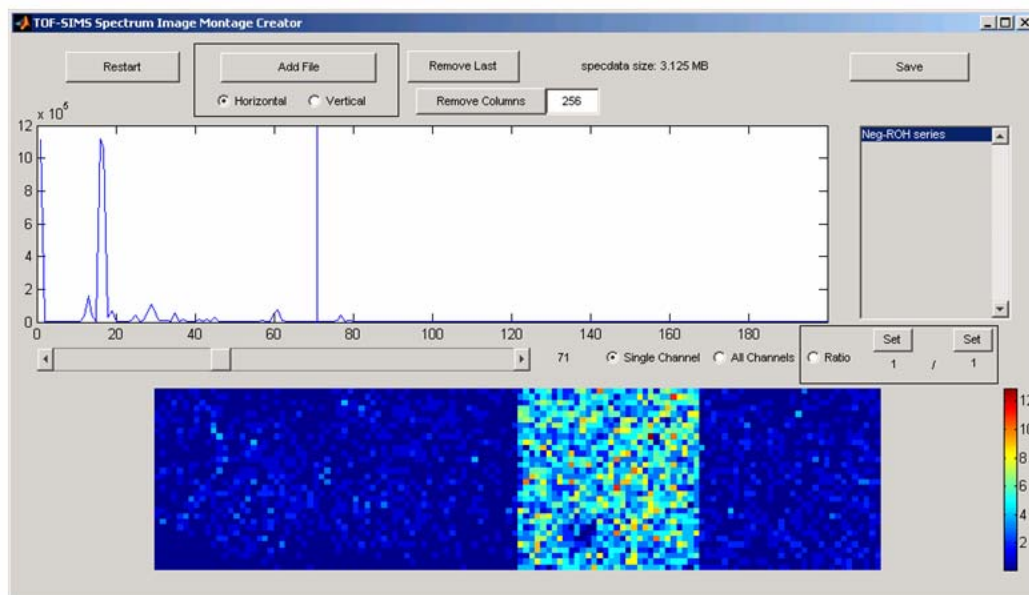 TOF-SIMS Spectrum Image Montage Creator
Restart
Add File
Remove Last
specdata size: 3.125 MB
Save
Horizontal
Vertical
Remove Columns
256
x 10^5
12
10
8
6
4
2
0
0 20 40 60 80 100 120 140 160 180
Neg-ROH series
71
Single Channel
All Channels
Ratio
Set
Set
1 / 1
12
10
8
6
4
2